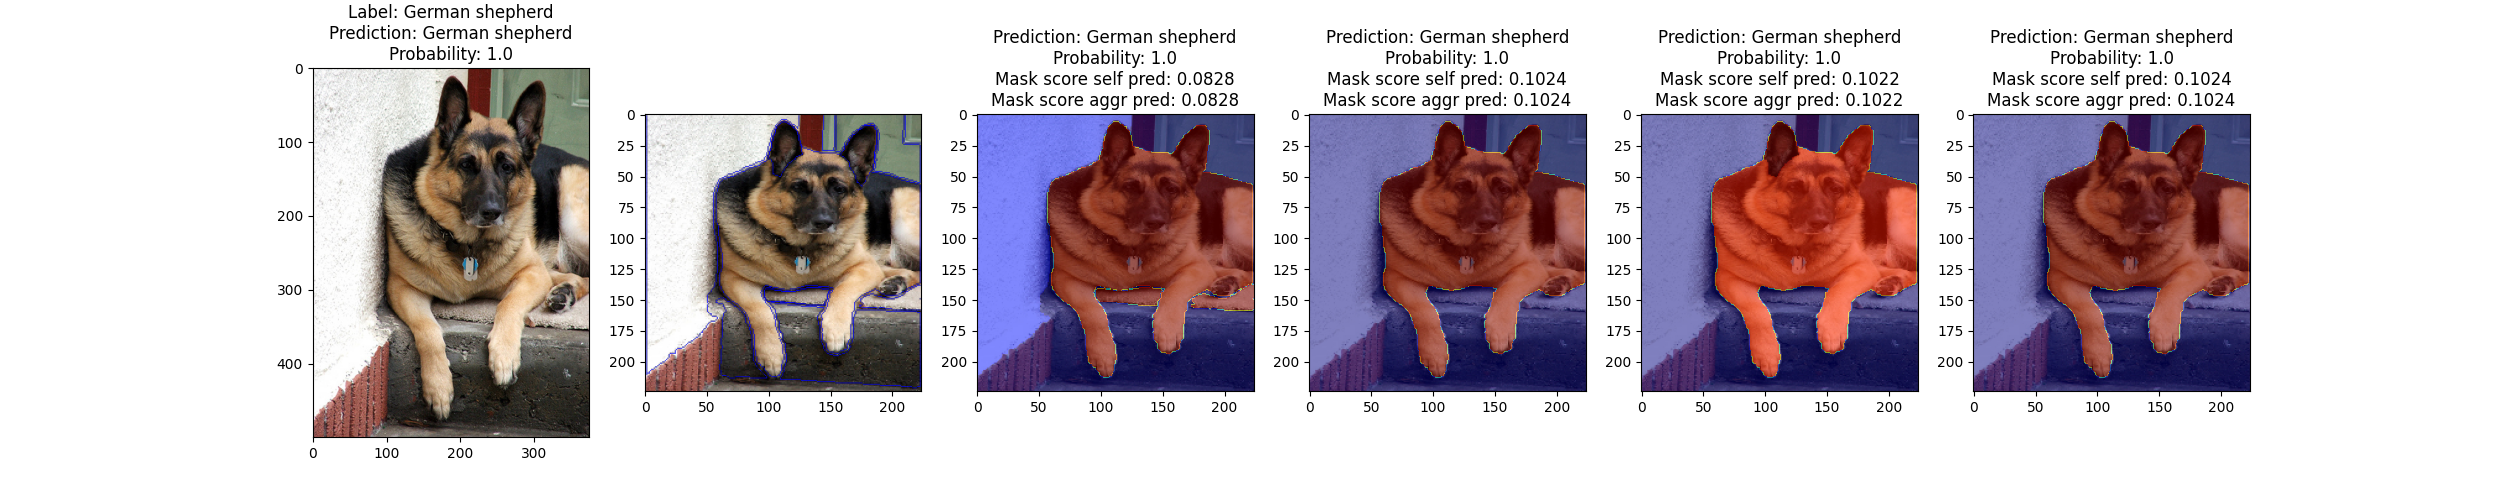 Label: German shepherd
Prediction: German shepherd
Probability: 1.0
0
100
200
300
400
0 100 200 300
0
25
50
75
100
125
150
175
200
0 50 100 150 200
Prediction: German shepherd
Probability: 1.0
Mask score self pred: 0.0828
Mask score aggr pred: 0.0828
0
25
50
75
100
125
150
175
200
0 50 100 150 200
Prediction: German shepherd
Probability: 1.0
Mask score self pred: 0.1024
Mask score aggr pred: 0.1024
0
25
50
75
100
125
150
175
200
0 50 100 150 200
Prediction: German shepherd
Probability: 1.0
Mask score self pred: 0.1022
Mask score aggr pred: 0.1022
0
25
50
75
100
125
150
175
200
0 50 100 150 200
Prediction: German shepherd
Probability: 1.0
Mask score self pred: 0.1024
Mask score aggr pred: 0.1024
0
25
50
75
100
125
150
175
200
0 50 100 150 200